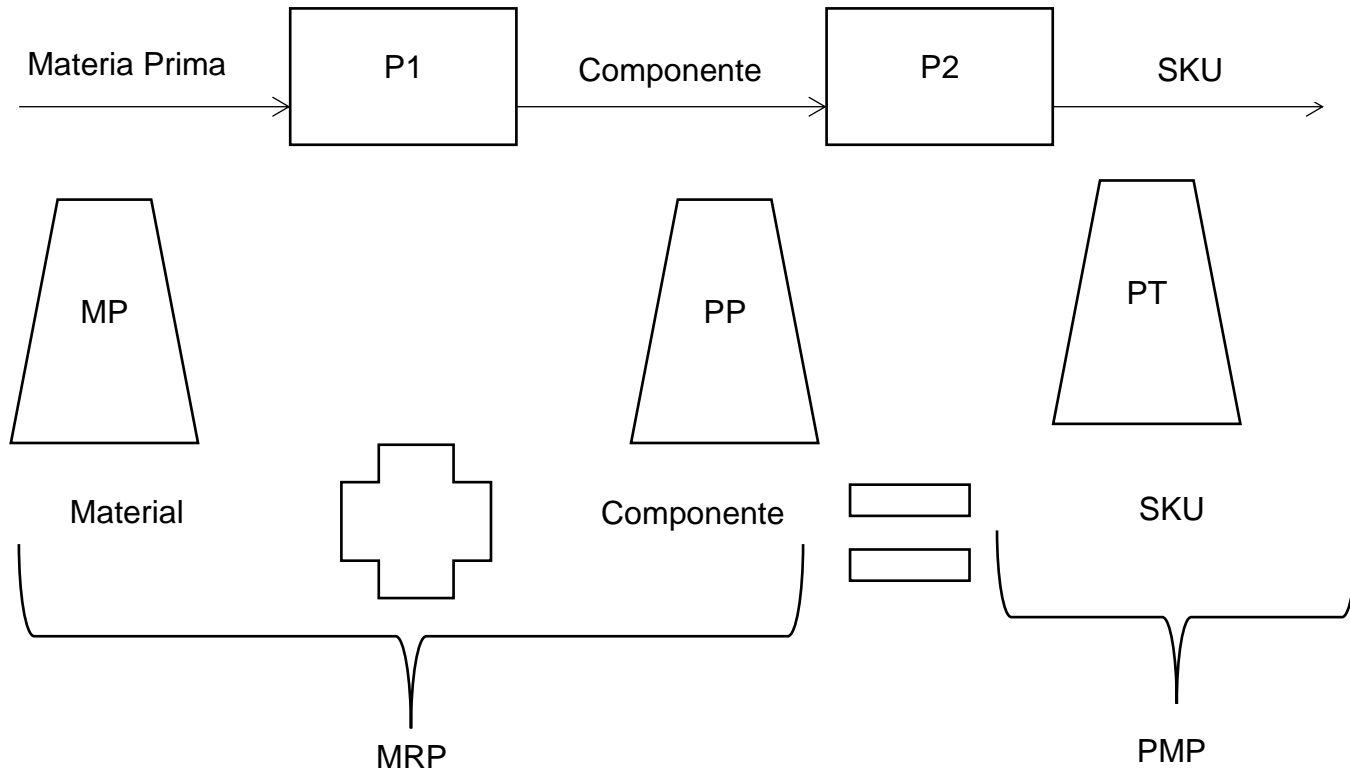 Materia Prima
P1
Componente
P2
SKU
MP
PP
PT
Material
Componente
SKU
MRP
PMP